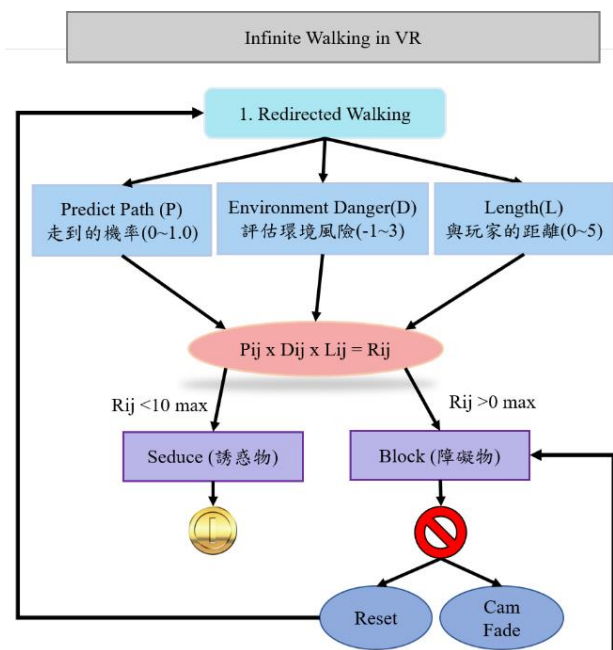 Infinite Walking in VR
1. Redirected Walking
Predict Path (P)
走到的機率(0~1.0)
Environment Danger(D)
評估環境風險(-1~3)
Length(L)
與玩家的距離(0~5)
Pij x Dij x Lij = Rij
Rij <10 max
Rij >0 max
Seduce (誘惑物)
Block (障礙物)
Reset
Cam
Fade